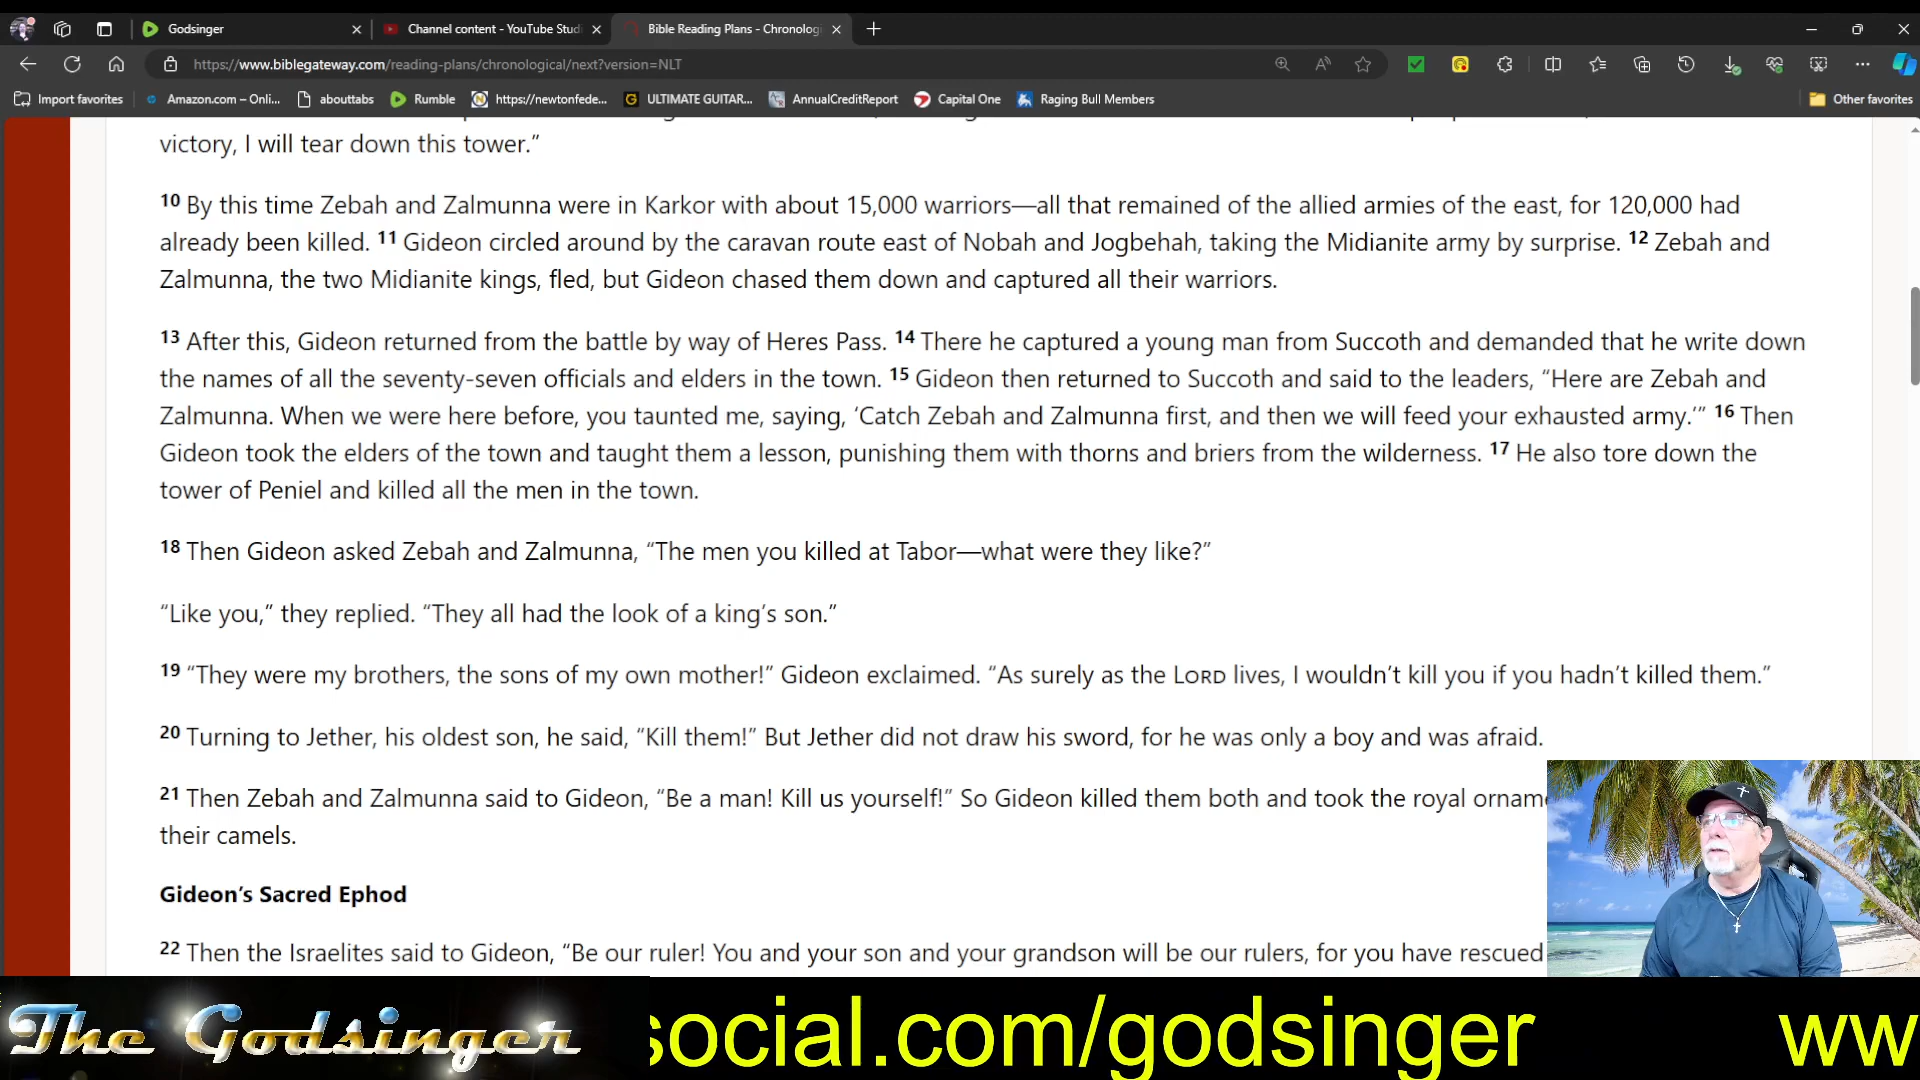 Godsinger
Channel content - YouTube Stud
Bible Reading Plans - Chronolog
https://www.biblegateway.com/reading-plans/chronological/next?version=NLT
Import favorites
Amazon.com – Onli...
abouttabs
Rumble
https://newtonfede...
ULTIMATE GUITAR...
AnnualCreditReport
Capital One
Raging Bull Members
Other favorites
victory, I will tear down this tower.”
10 By this time Zebah and Zalmunna were in Karkor with about 15,000 warriors—all that remained of the allied armies of the east, for 120,000 had
already been killed. 11 Gideon circled around by the caravan route east of Nobah and Jogbehah, taking the Midianite army by surprise. 12 Zebah and
Zalmunna, the two Midianite kings, fled, but Gideon chased them down and captured all their warriors.
13 After this, Gideon returned from the battle by way of Heres Pass. 14 There he captured a young man from Succoth and demanded that he write down
the names of all the seventy-seven officials and elders in the town. 15 Gideon then returned to Succoth and said to the leaders, “Here are Zebah and
Zalmunna. When we were here before, you taunted me, saying, ‘Catch Zebah and Zalmunna first, and then we will feed your exhausted army.’” 16 Then
Gideon took the elders of the town and taught them a lesson, punishing them with thorns and briers from the wilderness. 17 He also tore down the
tower of Peniel and killed all the men in the town.
18 Then Gideon asked Zebah and Zalmunna, “The men you killed at Tabor—what were they like?”
“Like you,” they replied. “They all had the look of a king’s son.”
19 “They were my brothers, the sons of my own mother!” Gideon exclaimed. “As surely as the LORD lives, I wouldn’t kill you if you hadn’t killed them.”
20 Turning to Jether, his oldest son, he said, “Kill them!” But Jether did not draw his sword, for he was only a boy and was afraid.
21 Then Zebah and Zalmunna said to Gideon, “Be a man! Kill us yourself!” So Gideon killed them both and took the royal orname
their camels.
Gideon’s Sacred Ephod
22 Then the Israelites said to Gideon, “Be our ruler! You and your son and your grandson will be our rulers, for you have rescued
The Godsinger
social.com/godsinger
ww